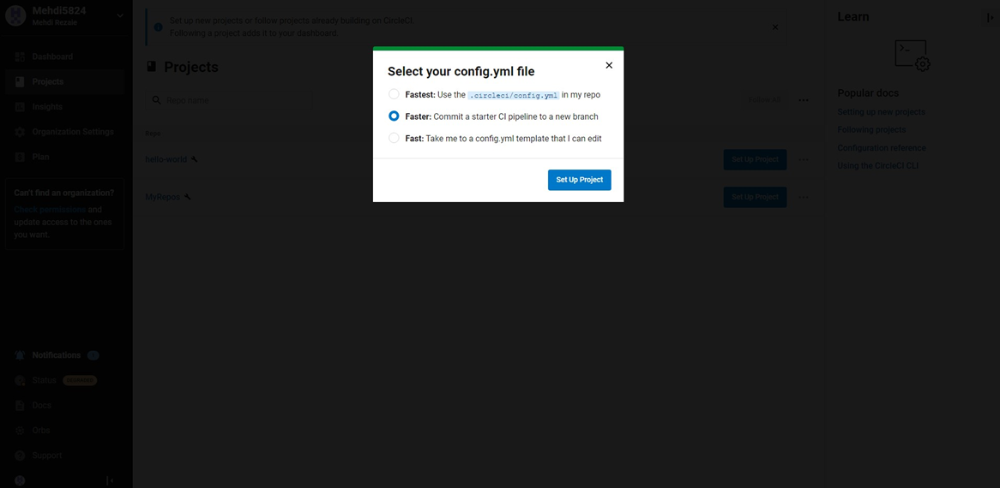 Mehdi5824
Mehdi Rezaie
Dashboard
Projects
Insights
Organization Settings
Plan
Can't find an organization?
Check permissions and
update access to the ones
you want.
Notifications
Status
Docs
Orbs
Support
Set up new projects or follow projects already building on CircleCI.
Following a project adds it to your dashboard.
Projects
Repo name
Follow All
Repo
hello-world
Set Up Project
MyRepos
Set Up Project
Select your config.yml file
Fastest: Use the .circleci/config.yml in my repo
Faster: Commit a starter CI pipeline to a new branch
Fast: Take me to a config.yml template that I can edit
Set Up Project
Learn
Popular docs
Setting up new projects
Following projects
Configuration reference
Using the CircleCI CLI